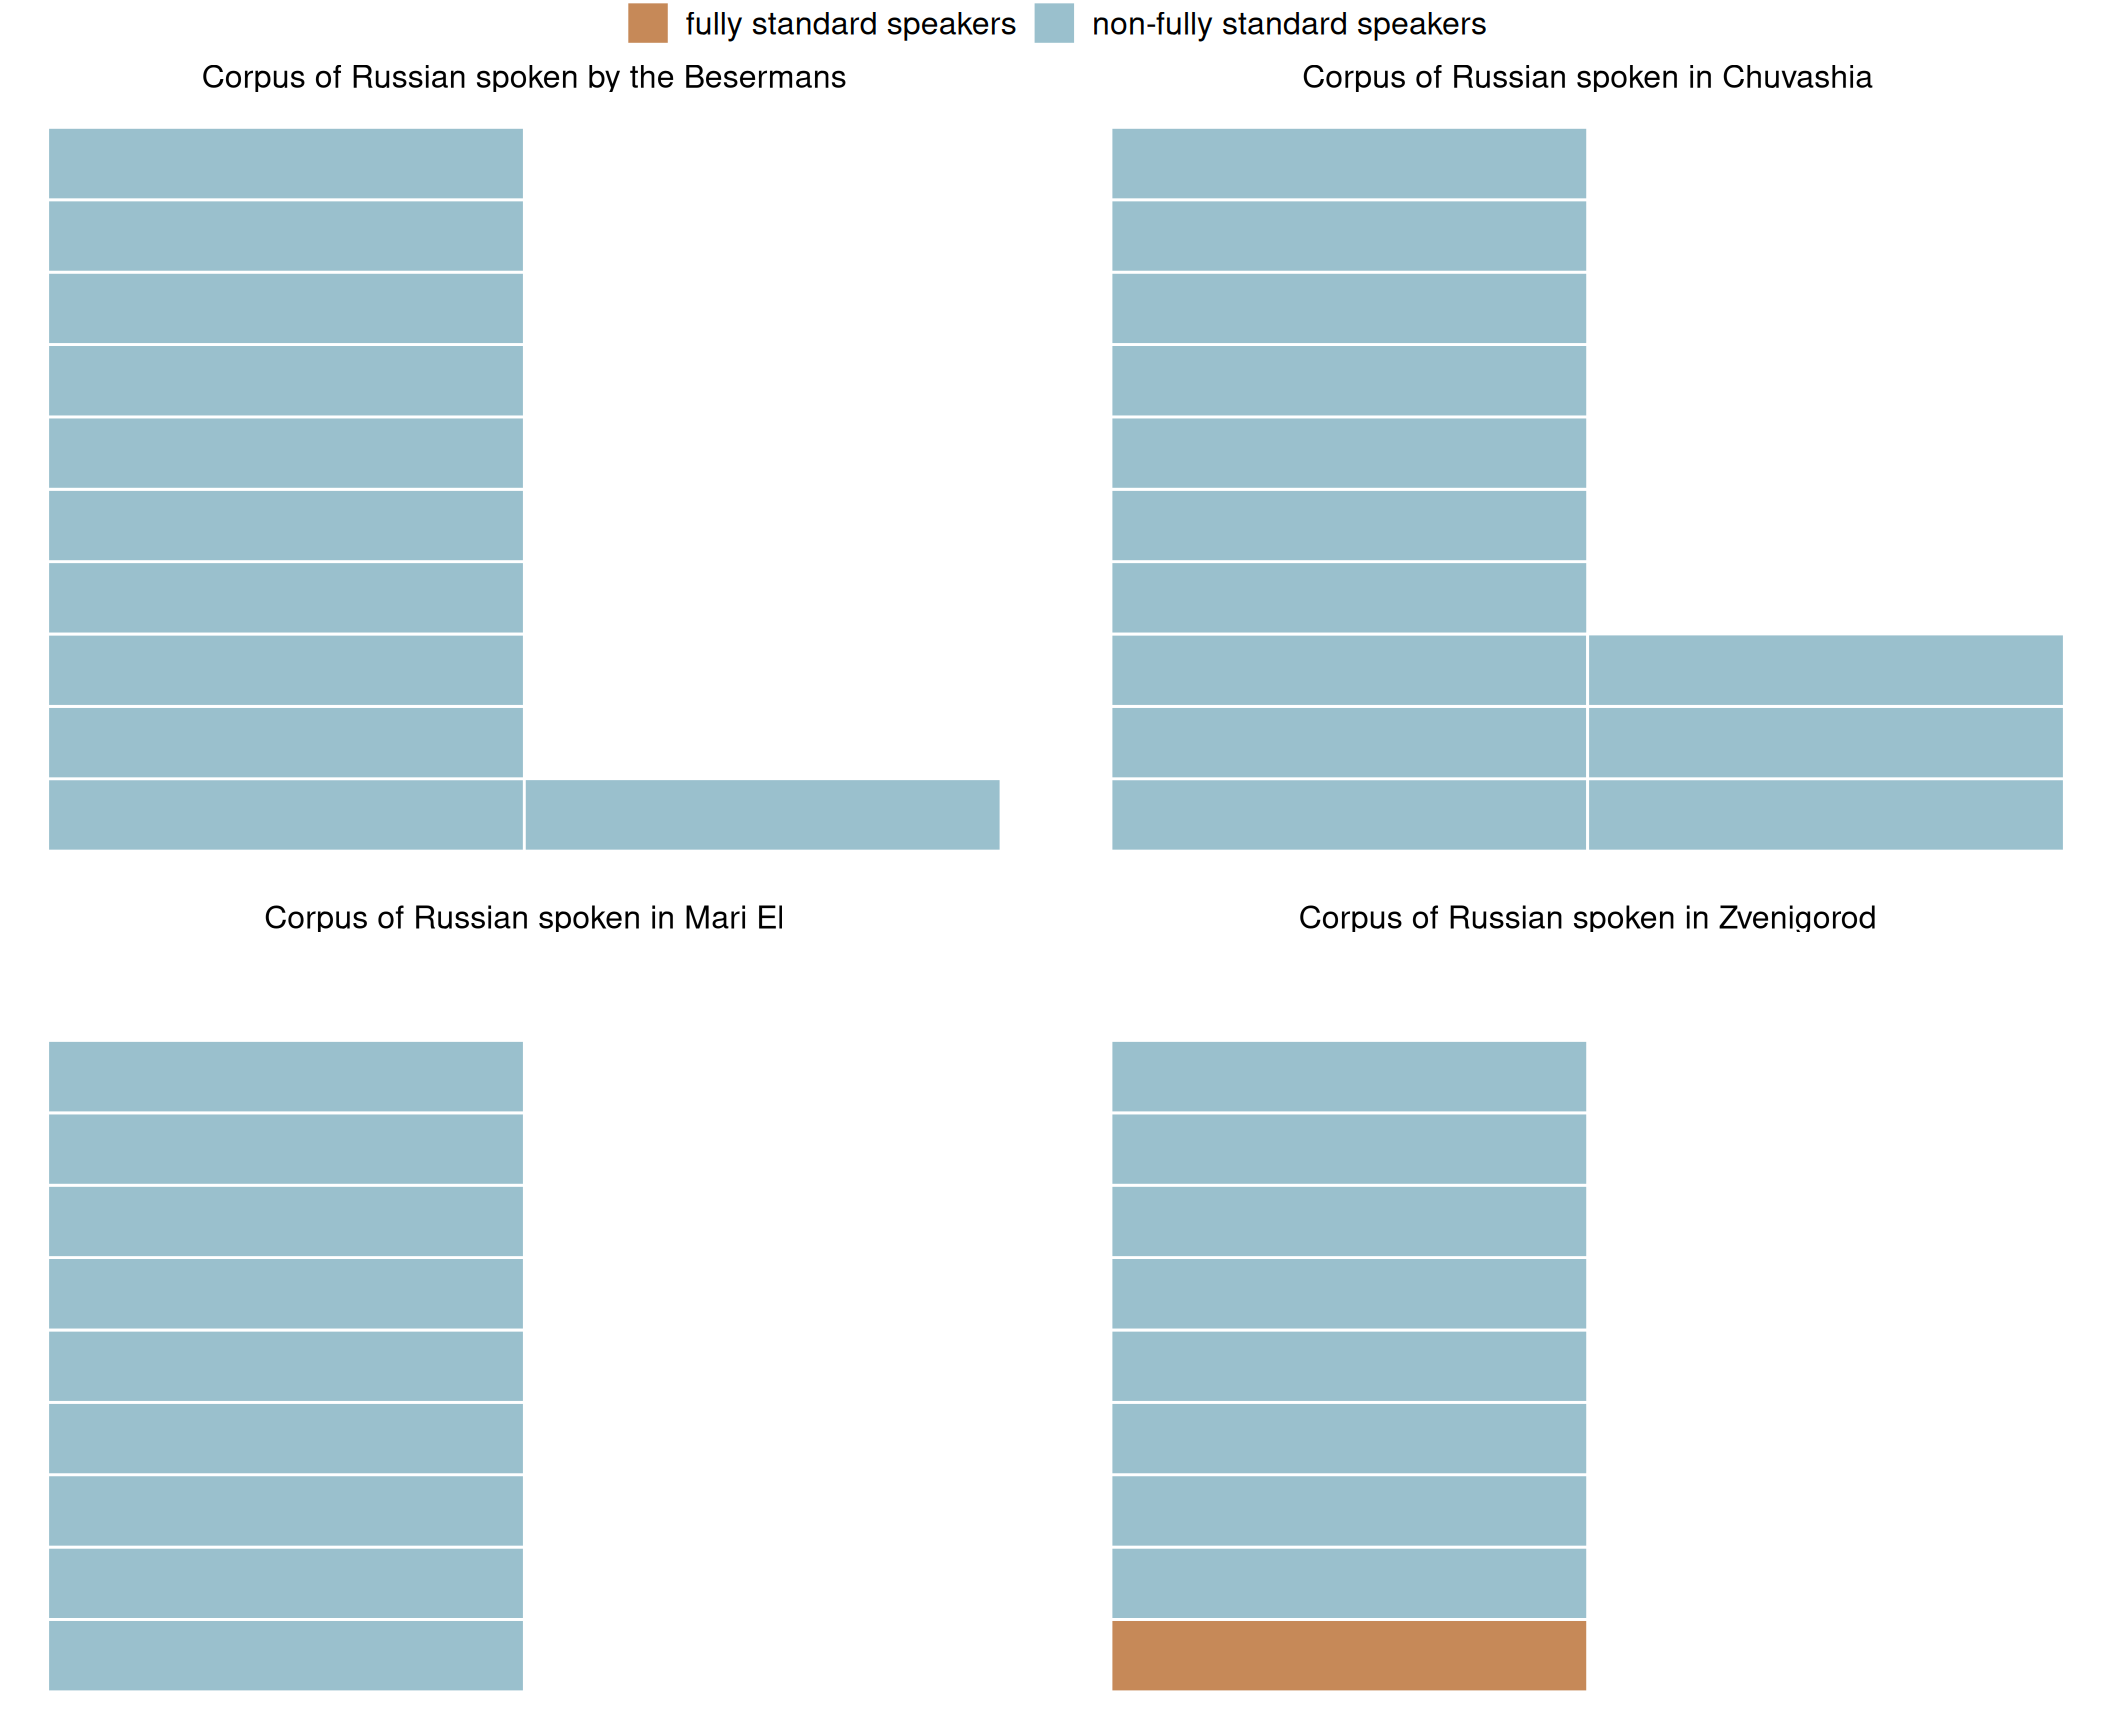 fully standard speakers non-fully standard speakers
Corpus of Russian spoken by the Besermans
Corpus of Russian spoken in Chuvashia
Corpus of Russian spoken in Mari El
Corpus of Russian spoken in Zvenigorod